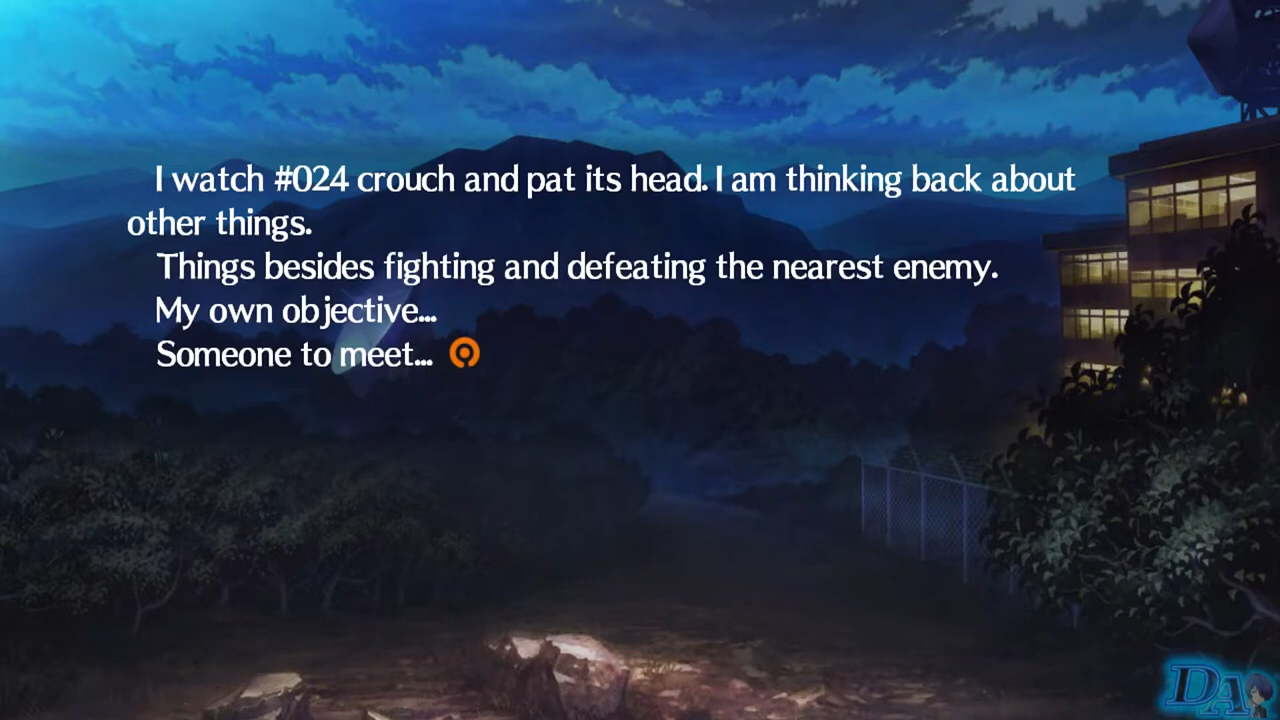 I watch #024 crouch and pat its head. I am thinking back about
other things.
Things besides fighting and defeating the nearest enemy.
My own objective...
Someone to meet...
DA